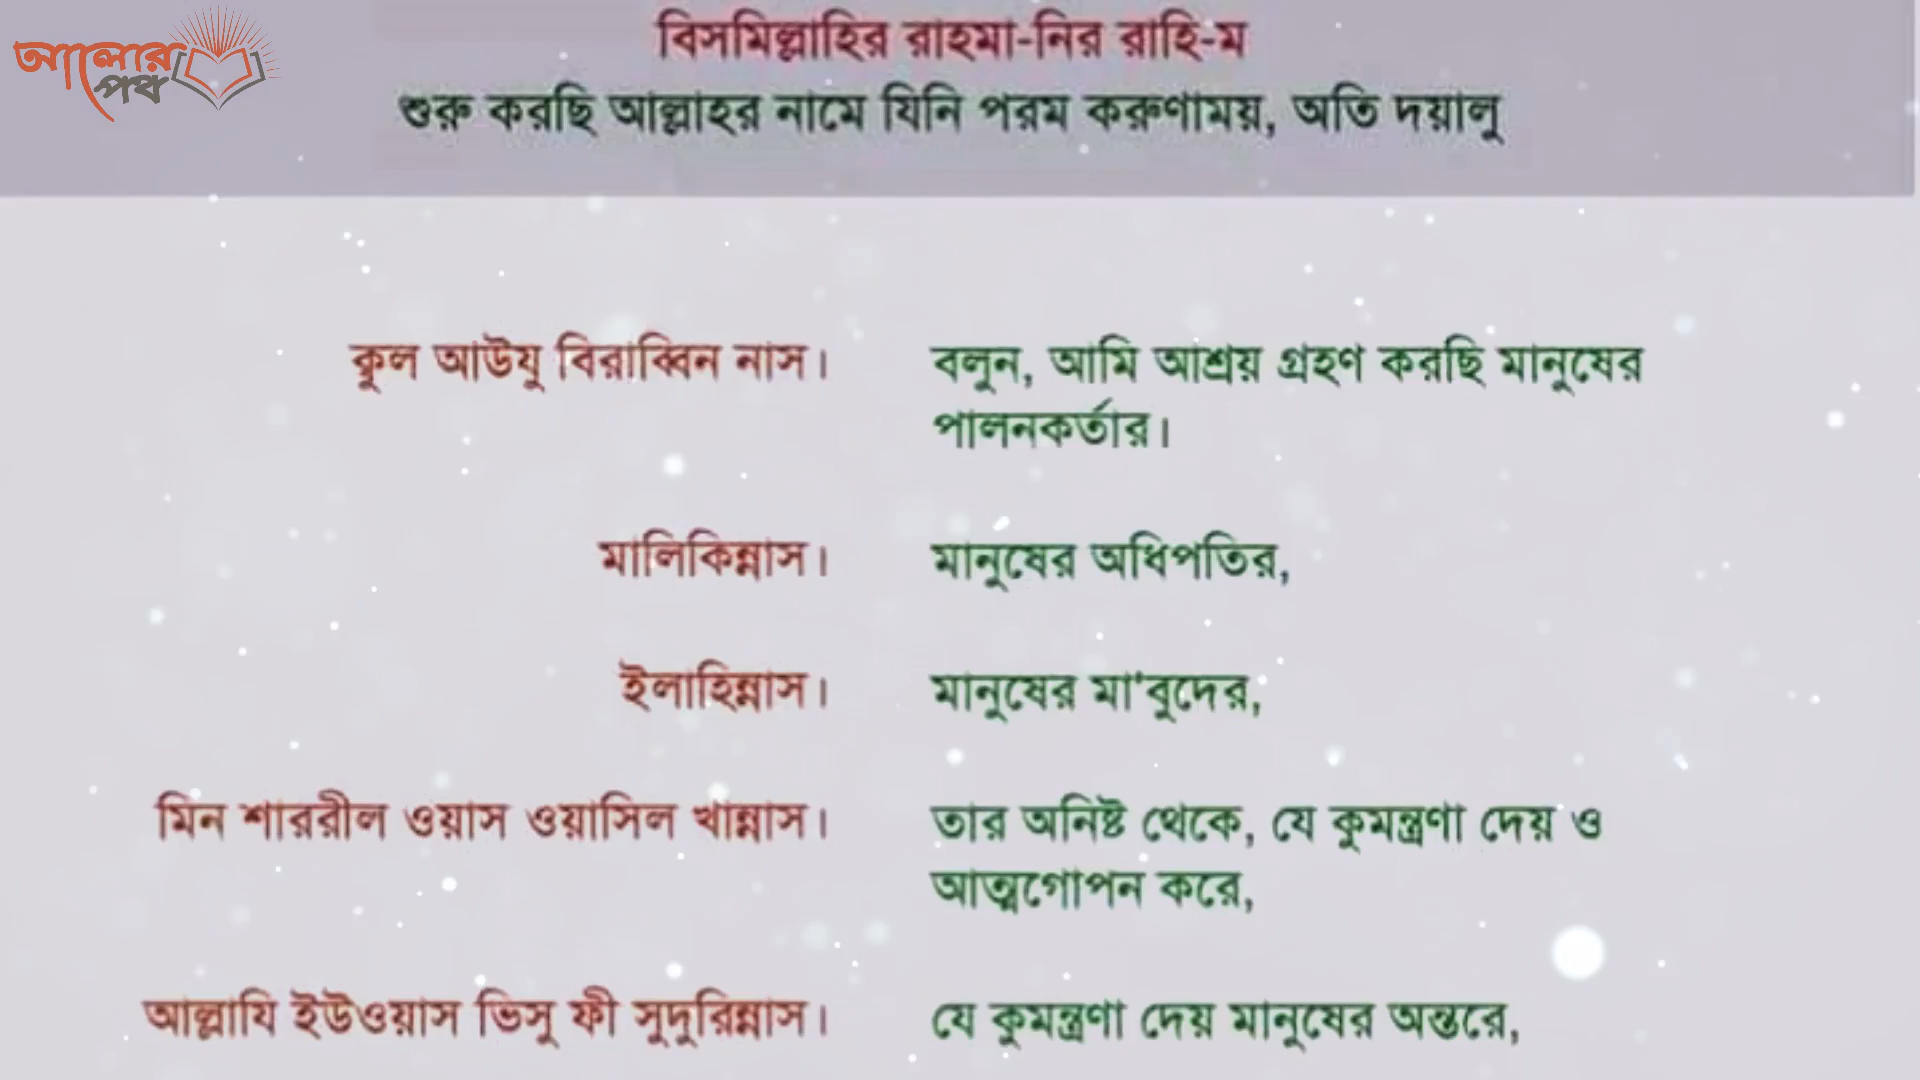 আলোর
পথ
বিসমিল্লাহির রাহমা-নির রাহি-ম
শুরু করছি আল্লাহর নামে যিনি পরম করুণাময়, অতি দয়ালু
ক্বুল আউযু বিরাব্বিন নাস।
বলুন, আমি আশ্রয় গ্রহণ করছি মানুষের
পালনকর্তার।
মালিকিন্নাস।
মানুষের অধিপতির,
ইলাহিন্নাস।
মানুষের মা'বুদের,
মিন শাররীল ওয়াস ওয়াসিল খান্নাস।
তার অনিষ্ট থেকে, যে কুমন্ত্রণা দেয় ও
আত্মগোপন করে,
আল্লাযি ইউওয়াস ভিসু ফী সুদুরিন্নাস।
যে কুমন্ত্রণা দেয় মানুষের অন্তরে,